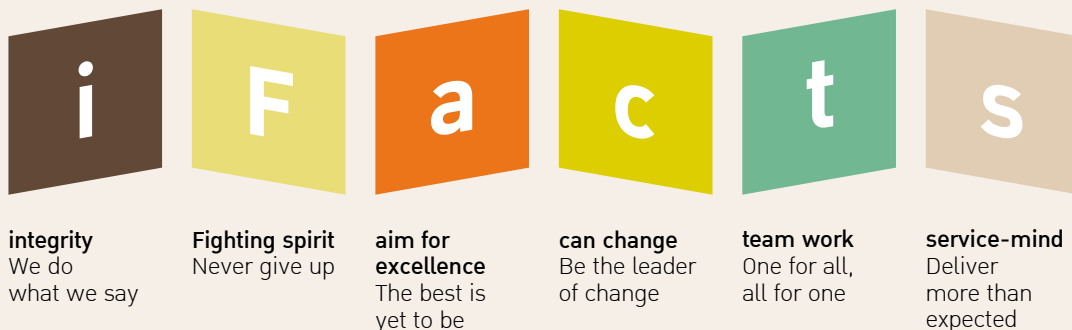 i
F
a
c
t
s
integrity
We do
what we say
Fighting spirit
Never give up
aim for
excellence
The best is
yet to be
can change
Be the leader
of change
team work
One for all,
all for one
service-mind
Deliver
more than
expected